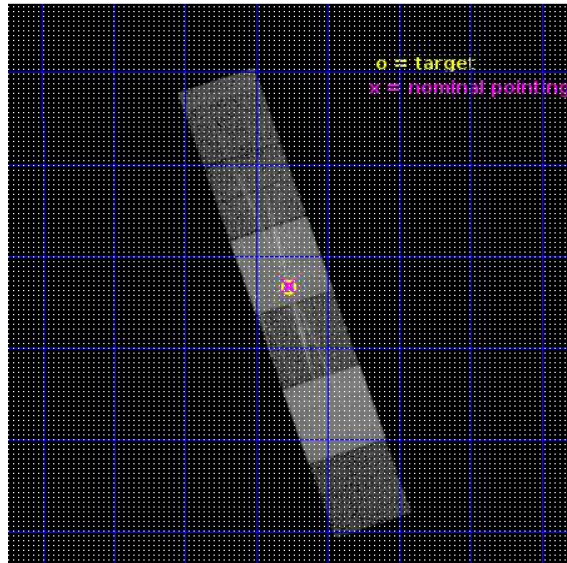 o = target
x = nominal pointing